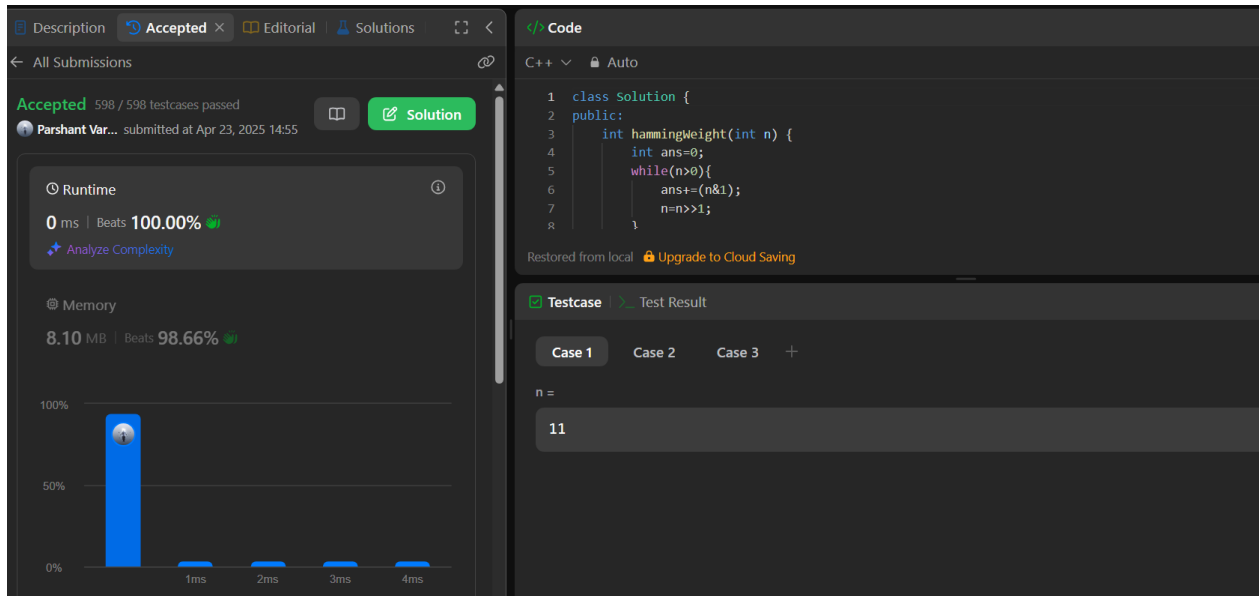 Description Accepted Editorial Solutions
All Submissions
Accepted 598 / 598 testcases passed
Solution
Parshant Var... submitted at Apr 23, 2025 14:55
Runtime
0 ms | Beats 100.00%
Analyze Complexity
Memory
8.10 MB | Beats 98.66%
100%
50%
0%
1ms 2ms 3ms 4ms
</> Code
C++ Auto
1 class Solution {
2 public:
3 int hammingWeight(int n) {
4 int ans=0;
5 while(n>0){
6 ans+=(n&1);
7 n=n>>1;
8 }
Restored from local Upgrade to Cloud Saving
Testcase >_ Test Result
Case 1 Case 2 Case 3 +
n =
11